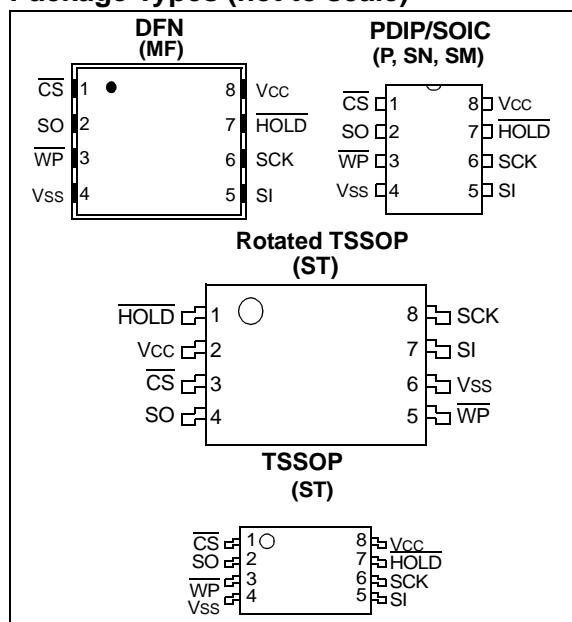 Package Types (not to scale)
DFN
(MF)
CS 1 8 VCC
SO 2 7 HOLD
WP 3 6 SCK
VSS 4 5 SI
PDIP/SOIC
(P, SN, SM)
CS 1 8 VCC
SO 2 7 HOLD
WP 3 6 SCK
VSS 4 5 SI
Rotated TSSOP
(ST)
HOLD 1 8 SCK
VCC 2 7 SI
CS 3 6 VSS
SO 4 5 WP
TSSOP
(ST)
CS 1 8 VCC
SO 2 7 HOLD
WP 3 6 SCK
VSS 4 5 SI